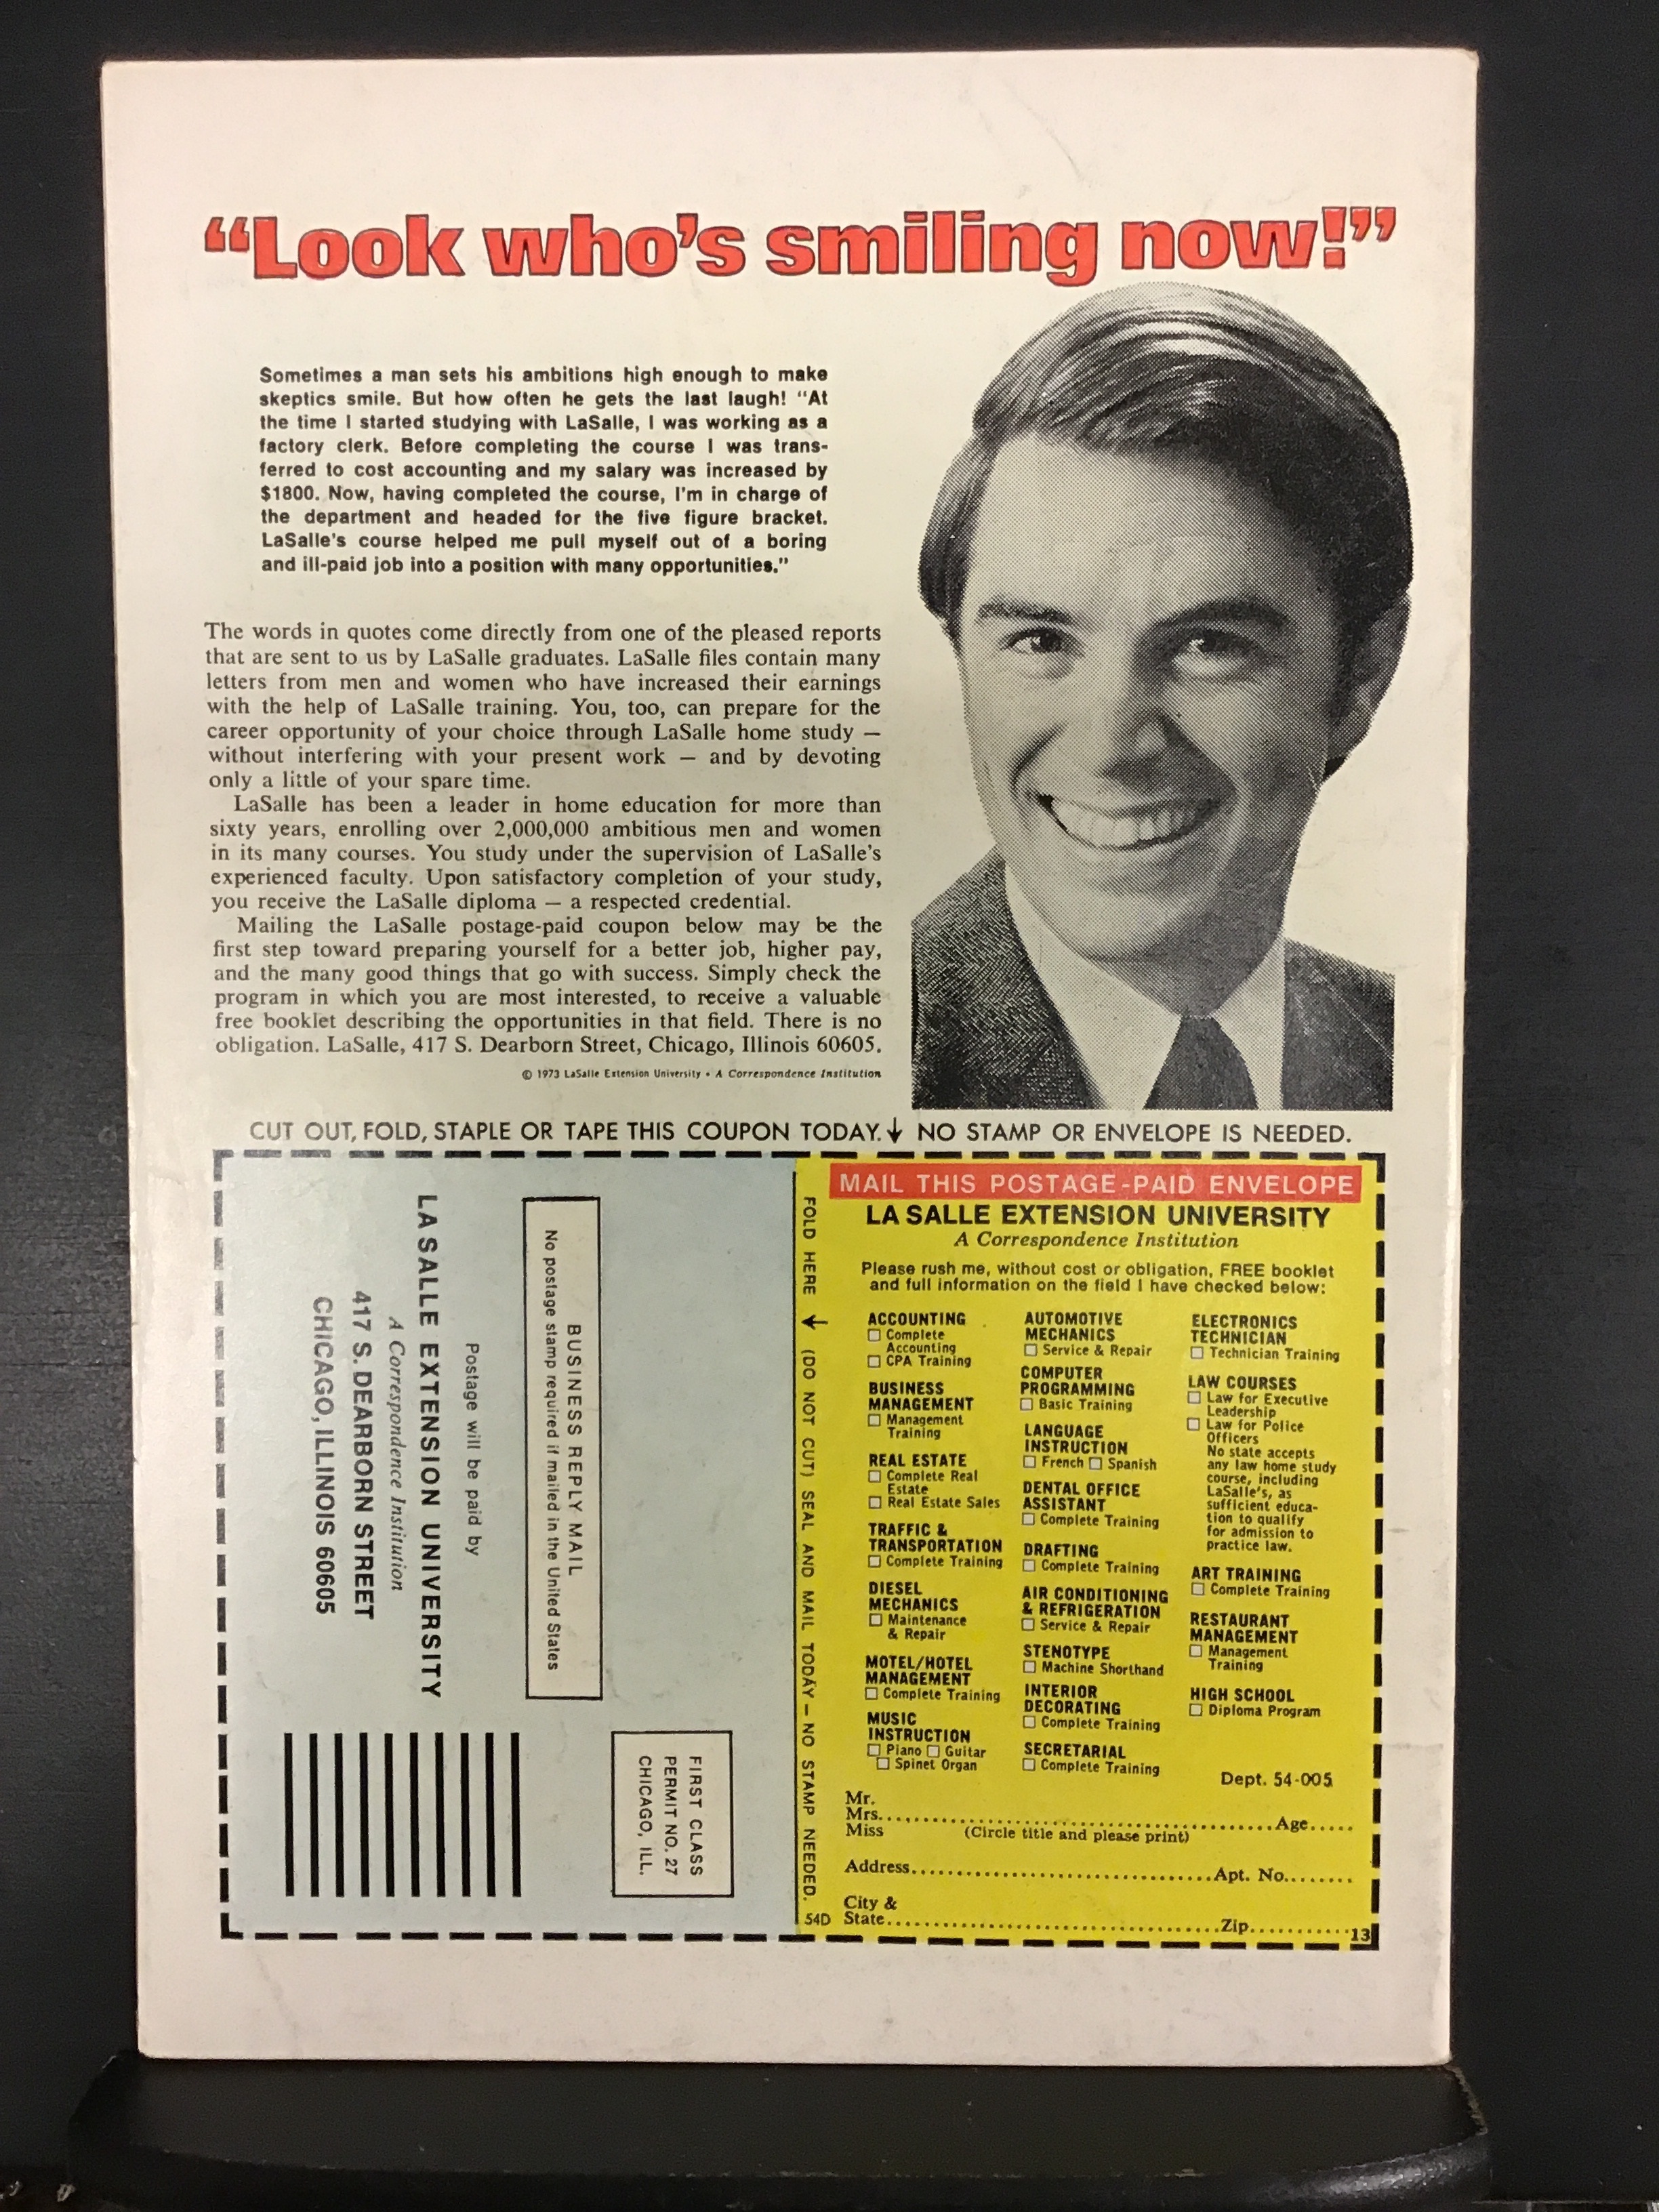 “Look who’s smiling now!”
Sometimes a man sets his ambitions high enough to make
skeptics smile. But how often he gets the last laugh! “At
the time I started studying with LaSalle, I was working as a
factory clerk. Before completing the course I was trans-
ferred to cost accounting and my salary was increased by
$1800. Now, having completed the course, I’m in charge of
the department and headed for the five figure bracket.
LaSalle’s course helped me pull myself out of a boring
and ill-paid job into a position with many opportunities.”
The words in quotes come directly from one of the pleased reports
that are sent to us by LaSalle graduates. LaSalle files contain many
letters from men and women who have increased their earnings
with the help of LaSalle training. You, too, can prepare for the
career opportunity of your choice through LaSalle home study —
without interfering with your present work — and by devoting
only a little of your spare time.
LaSalle has been a leader in home education for more than
sixty years, enrolling over 2,000,000 ambitious men and women
in its many courses. You study under the supervision of LaSalle’s
experienced faculty. Upon satisfactory completion of your study,
you receive the LaSalle diploma — a respected credential.
Mailing the LaSalle postage-paid coupon below may be the
first step toward preparing yourself for a better job, higher pay,
and the many good things that go with success. Simply check the
program in which you are most interested, to receive a valuable
free booklet describing the opportunities in that field. There is no
obligation. LaSalle, 417 S. Dearborn Street, Chicago, Illinois 60605.
© 1973 LaSalle Extension University • A Correspondence Institution
CUT OUT, FOLD, STAPLE OR TAPE THIS COUPON TODAY. ↓ NO STAMP OR ENVELOPE IS NEEDED.
FIRST CLASS
PERMIT NO. 27
CHICAGO, ILL.
BUSINESS REPLY MAIL
No postage stamp required if mailed in the United States
Postage will be paid by
LASALLE EXTENSION UNIVERSITY
A Correspondence Institution
417 S. DEARBORN STREET
CHICAGO, ILLINOIS 60605
FOLD HERE ↓ (DO NOT CUT) SEAL AND MAIL TODAY — NO STAMP NEEDED.
54D
MAIL THIS POSTAGE-PAID ENVELOPE
LA SALLE EXTENSION UNIVERSITY
A Correspondence Institution
Please rush me, without cost or obligation, FREE booklet
and full information on the field I have checked below:
ACCOUNTING
☐ Complete
Accounting
☐ CPA Training
BUSINESS
MANAGEMENT
☐ Management
Training
REAL ESTATE
☐ Complete Real
Estate
☐ Real Estate Sales
TRAFFIC &
TRANSPORTATION
☐ Complete Training
DIESEL
MECHANICS
☐ Maintenance
& Repair
MOTEL/HOTEL
MANAGEMENT
☐ Complete Training
MUSIC
INSTRUCTION
☐ Piano ☐ Guitar
☐ Spinet Organ
AUTOMOTIVE
MECHANICS
☐ Service & Repair
COMPUTER
PROGRAMMING
☐ Basic Training
LANGUAGE
INSTRUCTION
☐ French ☐ Spanish
DENTAL OFFICE
ASSISTANT
☐ Complete Training
DRAFTING
☐ Complete Training
AIR CONDITIONING
& REFRIGERATION
☐ Service & Repair
STENOTYPE
☐ Machine Shorthand
INTERIOR
DECORATING
☐ Complete Training
SECRETARIAL
☐ Complete Training
ELECTRONICS
TECHNICIAN
☐ Technician Training
LAW COURSES
☐ Law for Executive
Leadership
☐ Law for Police
Officers
No state accepts
any law home study
course, including
LaSalle’s, as
sufficient educa-
tion to qualify
for admission to
practice law.
ART TRAINING
☐ Complete Training
RESTAURANT
MANAGEMENT
☐ Management
Training
HIGH SCHOOL
☐ Diploma Program
Dept. 54-005
Mr.
Mrs. Age
Miss (Circle title and please print)
Address Apt. No.
City &
State Zip 13